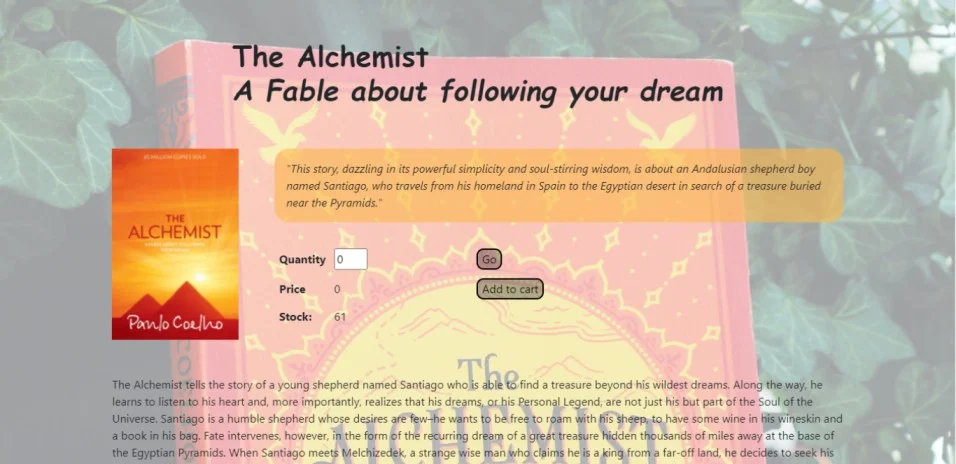 The Alchemist
A Fable about following your dream
65 MILLION COPIES SOLD
THE
ALCHEMIST
Paulo Coelho
"This story, dazzling in its powerful simplicity and soul-stirring wisdom, is about an Andalusian shepherd boy
named Santiago, who travels from his homeland in Spain to the Egyptian desert in search of a treasure buried
near the Pyramids."
Quantity 0 Go
Price 0 Add to cart
Stock: 61
The
ALCHEMIST
The Alchemist tells the story of a young shepherd named Santiago who is able to find a treasure beyond his wildest dreams. Along the way, he
learns to listen to his heart and, more importantly, realizes that his dreams, or his Personal Legend, are not just his but part of the Soul of the
Universe. Santiago is a humble shepherd whose desires are few–he wants to be free to roam with his sheep, to have some wine in his wineskin and
a book in his bag. Fate intervenes, however, in the form of the recurring dream of a great treasure hidden thousands of miles away at the base of
the Egyptian Pyramids. When Santiago meets Melchizedek, a strange wise man who claims he is a king from a far-off land, he decides to seek his